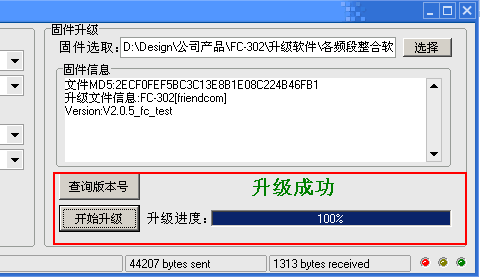 固件升级
固件选取: D:\Design\公司产品\FC-302\升级软件\各频段整合软 选择
固件信息
文件MD5:2ECF0FEF5BC3C13E8B1E08C224B46FB1
升级文件信息:FC-302[friendcom]
Version:V2.0.5_fc_test
查询版本号 升级成功
开始升级 升级进度: 100%
44207 bytes sent 1313 bytes received